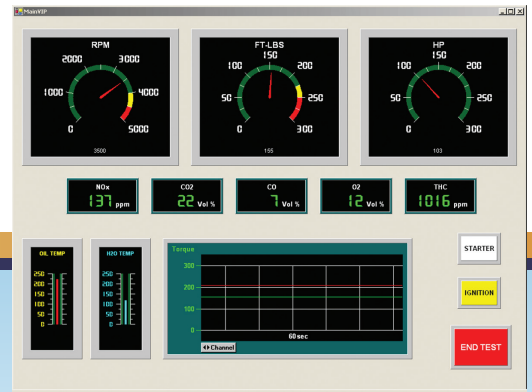 MainVIP
RPM
0
1000
2000
3000
4000
5000
3500
FT-LBS
0
50
100
150
200
250
300
155
HP
0
50
100
150
200
250
300
103
NOx
137 ppm
CO2
22 Vol %
CO
7 Vol %
O2
12 Vol %
THC
1016 ppm
OIL TEMP
250
200
150
100
50
0
H2O TEMP
250
200
150
100
50
0
Torque
300
200
100
0
60 sec
Channel
STARTER
IGNITION
END TEST